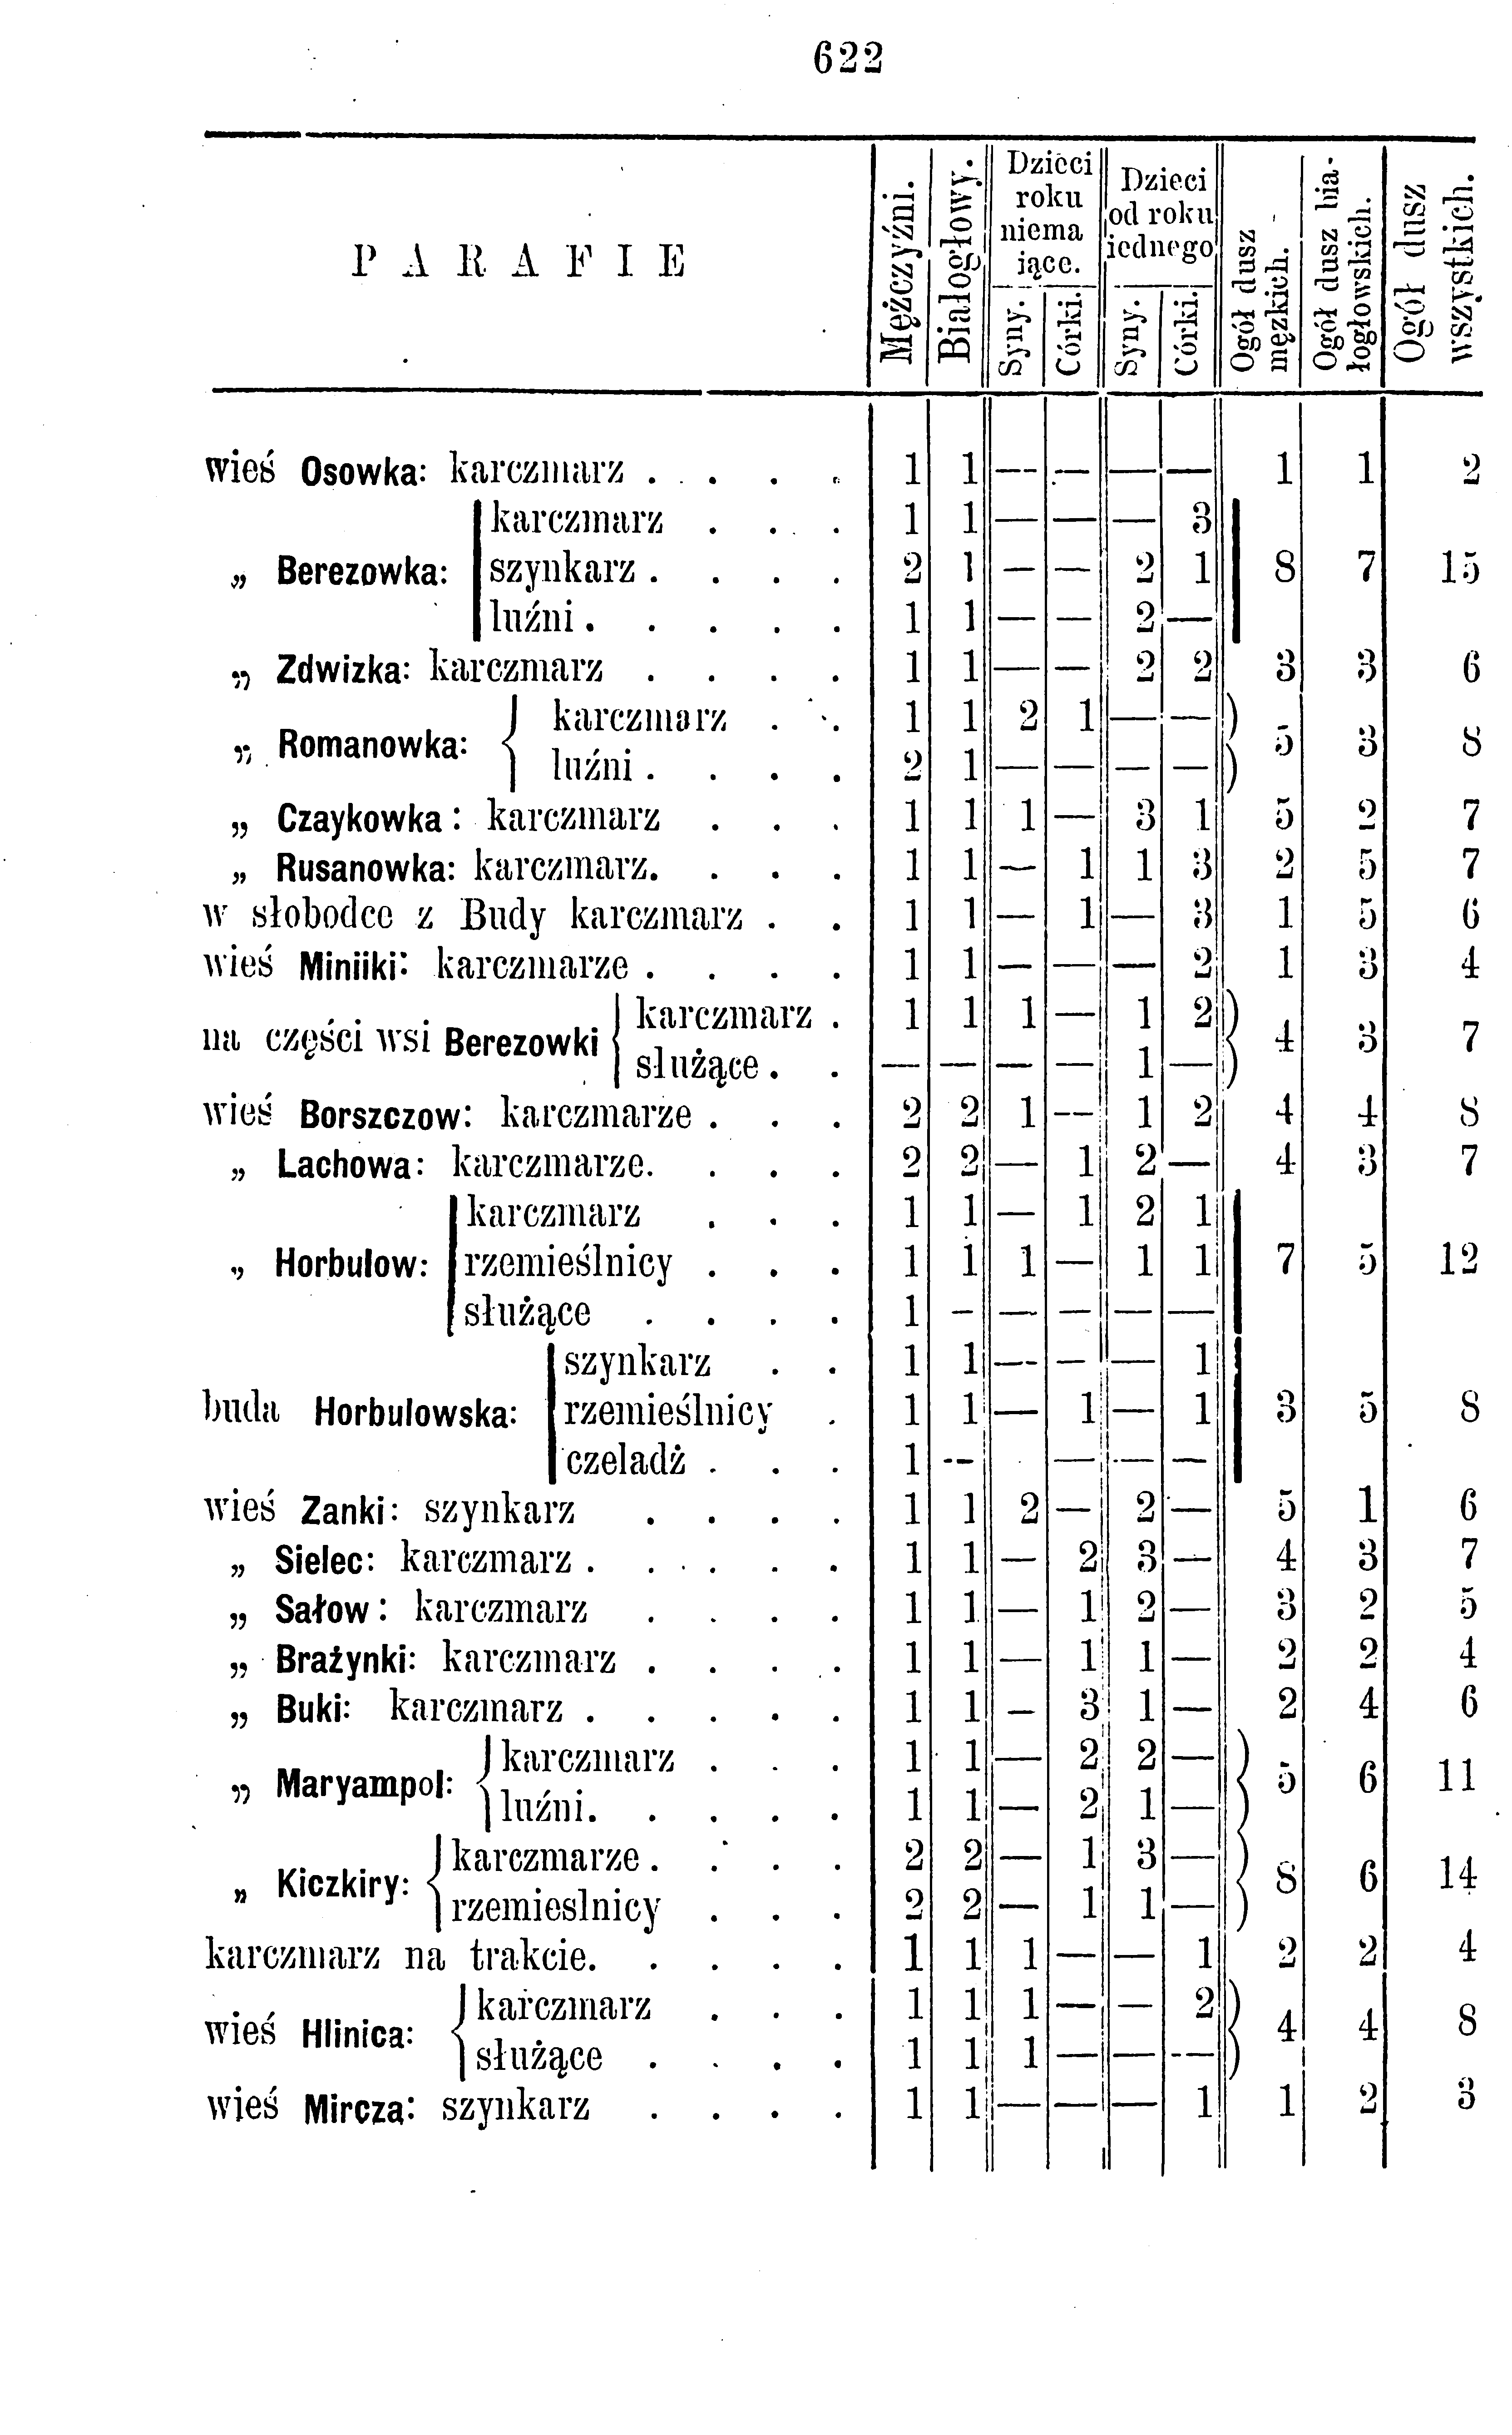 622
PARAFIE
Mężczyźni.
Białogłowy.
Dzieci roku niema iące.
Syny.
Córki.
Dzieci od roku iednego
Syny.
Córki.
Ogół dusz męzkich.
Ogół dusz bia- łogłowskich.
Ogół dusz wszystkich.
wieś Osowka: karczmarz . . . . 1 1 — — — — 1 1 2
karczmarz . . . 1 1 — — — 3
„ Berezowka: szynkarz . . . . 2 1 — — 2 1 8 7 15
luźni . . . . . 1 1 — — 2 —
„ Zdwizka: karczmarz . . . . 1 1 — — 2 2 3 3 6
karczmarz . . 1 1 2 1 — —
„ Romanowka: 5 3 8
luźni . . . . 2 1 — — — —
„ Czaykowka: karczmarz . . . 1 1 1 — 3 1 5 2 7
„ Rusanowka: karczmarz. . . . 1 1 — 1 1 3 2 5 7
w słobodce z Budy karczmarz . . 1 1 — 1 — 3 1 5 6
wieś Miniiki: karczmarze . . . . 1 1 — — — 2 1 3 4
karczmarz . 1 1 1 — 1 2
na części wsi Berezowki 4 3 7
służące . . — — — — 1 —
wieś Borszczow: karczmarze . . . 2 2 1 — 1 2 4 4 8
„ Lachowa: karczmarze. . . . 2 2 — 1 2 — 4 3 7
karczmarz . . . 1 1 — 1 2 1
„ Horbulow: rzemieślnicy . . . 1 1 1 — 1 1 7 5 12
służące . . . . 1 – — — — —
szynkarz . . 1 1 — — — 1
buda Horbulowska: rzemieślnicy . 1 1 — 1 — 1 3 5 8
czeladź . . . 1 — — — —
wieś Zanki: szynkarz . . . . 1 1 2 — 2 — 5 1 6
„ Sielec: karczmarz . . . . . 1 1 — 2 3 — 4 3 7
„ Sałow: karczmarz . . . . 1 1 — 1 2 — 3 2 5
„ Brażynki: karczmarz . . . . 1 1 — 1 1 — 2 2 4
„ Buki: karczmarz . . . . . 1 1 – 3 1 — 2 4 6
karczmarz . . . 1 1 — 2 2 —
„ Maryampol: 5 6 11
luźni. . . . . 1 1 — 2 1 —
karczmarze . . . . 2 2 — 1 3 —
„ Kiczkiry: 8 6 14
rzemieslnicy . . . 2 2 — 1 1 —
karczmarz na trakcie. . . . . 1 1 1 — — 1 2 2 4
karczmarz . . . 1 1 1 — — 2
wieś Hlinica: 4 4 8
służące . . . . 1 1 1 — — —
wieś Mircza: szynkarz . . . . 1 1 — — — 1 1 2 3